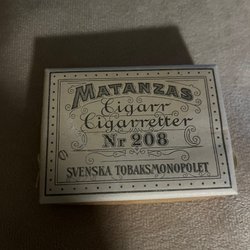 MATANZAS
Cigarr
Cigarretter
Nr 208
SVENSKA TOBAKSMONOPOLET